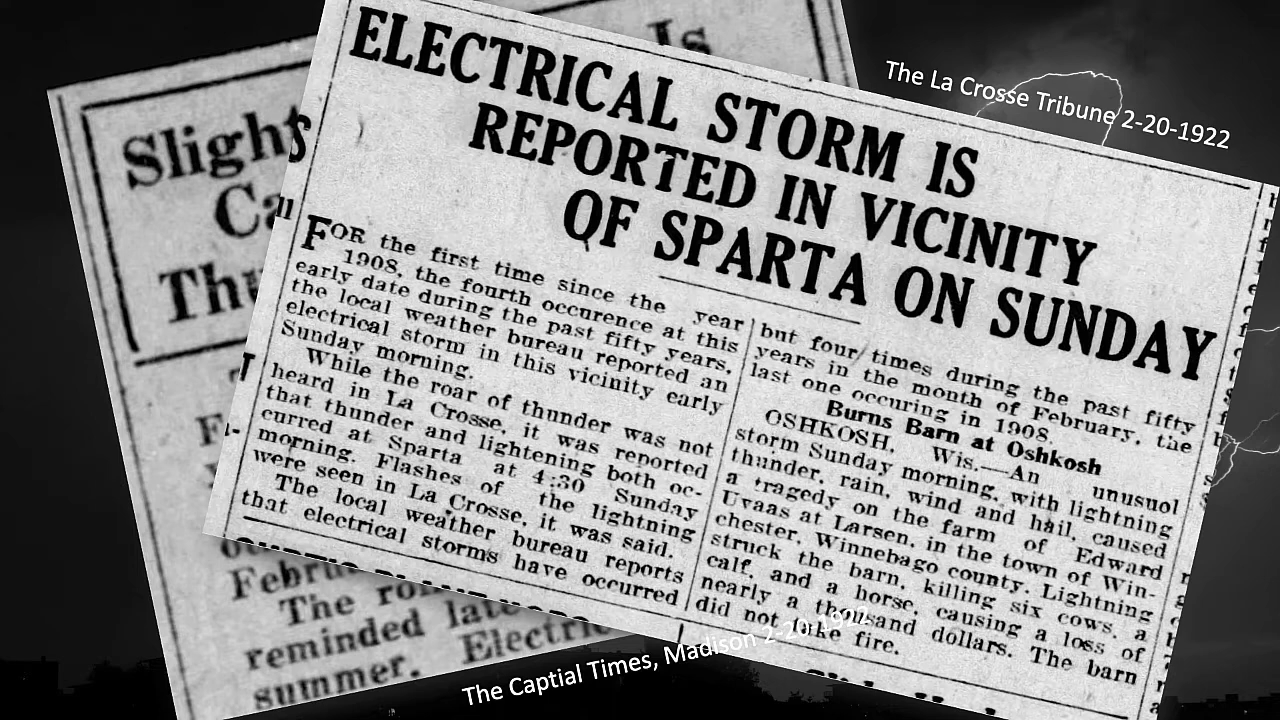 ELECTRICAL STORM IS
REPORTED IN VICINITY
OF SPARTA ON SUNDAY
FOR the first time since the year
1908, the fourth occurence at this
early date during the past fifty years,
the local weather bureau reported an
electrical storm in this vicinity early
Sunday morning.
While the roar of thunder was not
heard in La Crosse, it was reported
that thunder and lightening both oc-
curred at Sparta at 4:30 Sunday
morning. Flashes of the lightning
were seen in La Crosse, it was said.
The local weather bureau reports
that electrical storms have occurred
but four times during the past fifty
years in the month of February, the
last one occuring in 1908.
Burns Barn at Oshkosh
OSHKOSH, Wis.—An unusual
storm Sunday morning, with lightning
thunder, rain, wind and hail, caused
a tragedy on the farm of Edward
Uvaas at Larsen, in the town of Win-
chester, Winnebago county. Lightning
struck the barn, killing six cows, a
calf, and a horse, causing a loss of
nearly a thousand dollars. The barn
did not take fire.
The La Crosse Tribune 2-20-1922
Is
Slight
The
reminded
summer. Electric
The Captial Times, Madison 2-20-1922